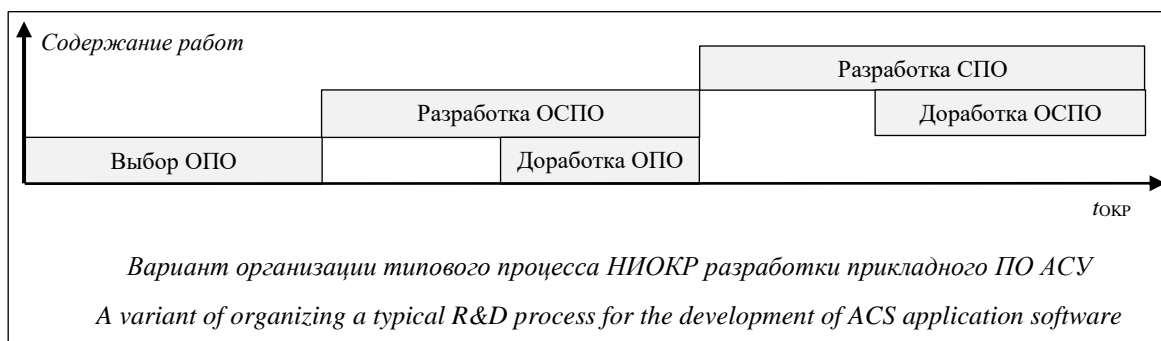 Содержание работ
Разработка СПО
Разработка ОСПО
Доработка ОСПО
Выбор ОПО
Доработка ОПО
tОКР
Вариант организации типового процесса НИОКР разработки прикладного ПО АСУ
A variant of organizing a typical R&D process for the development of ACS application software